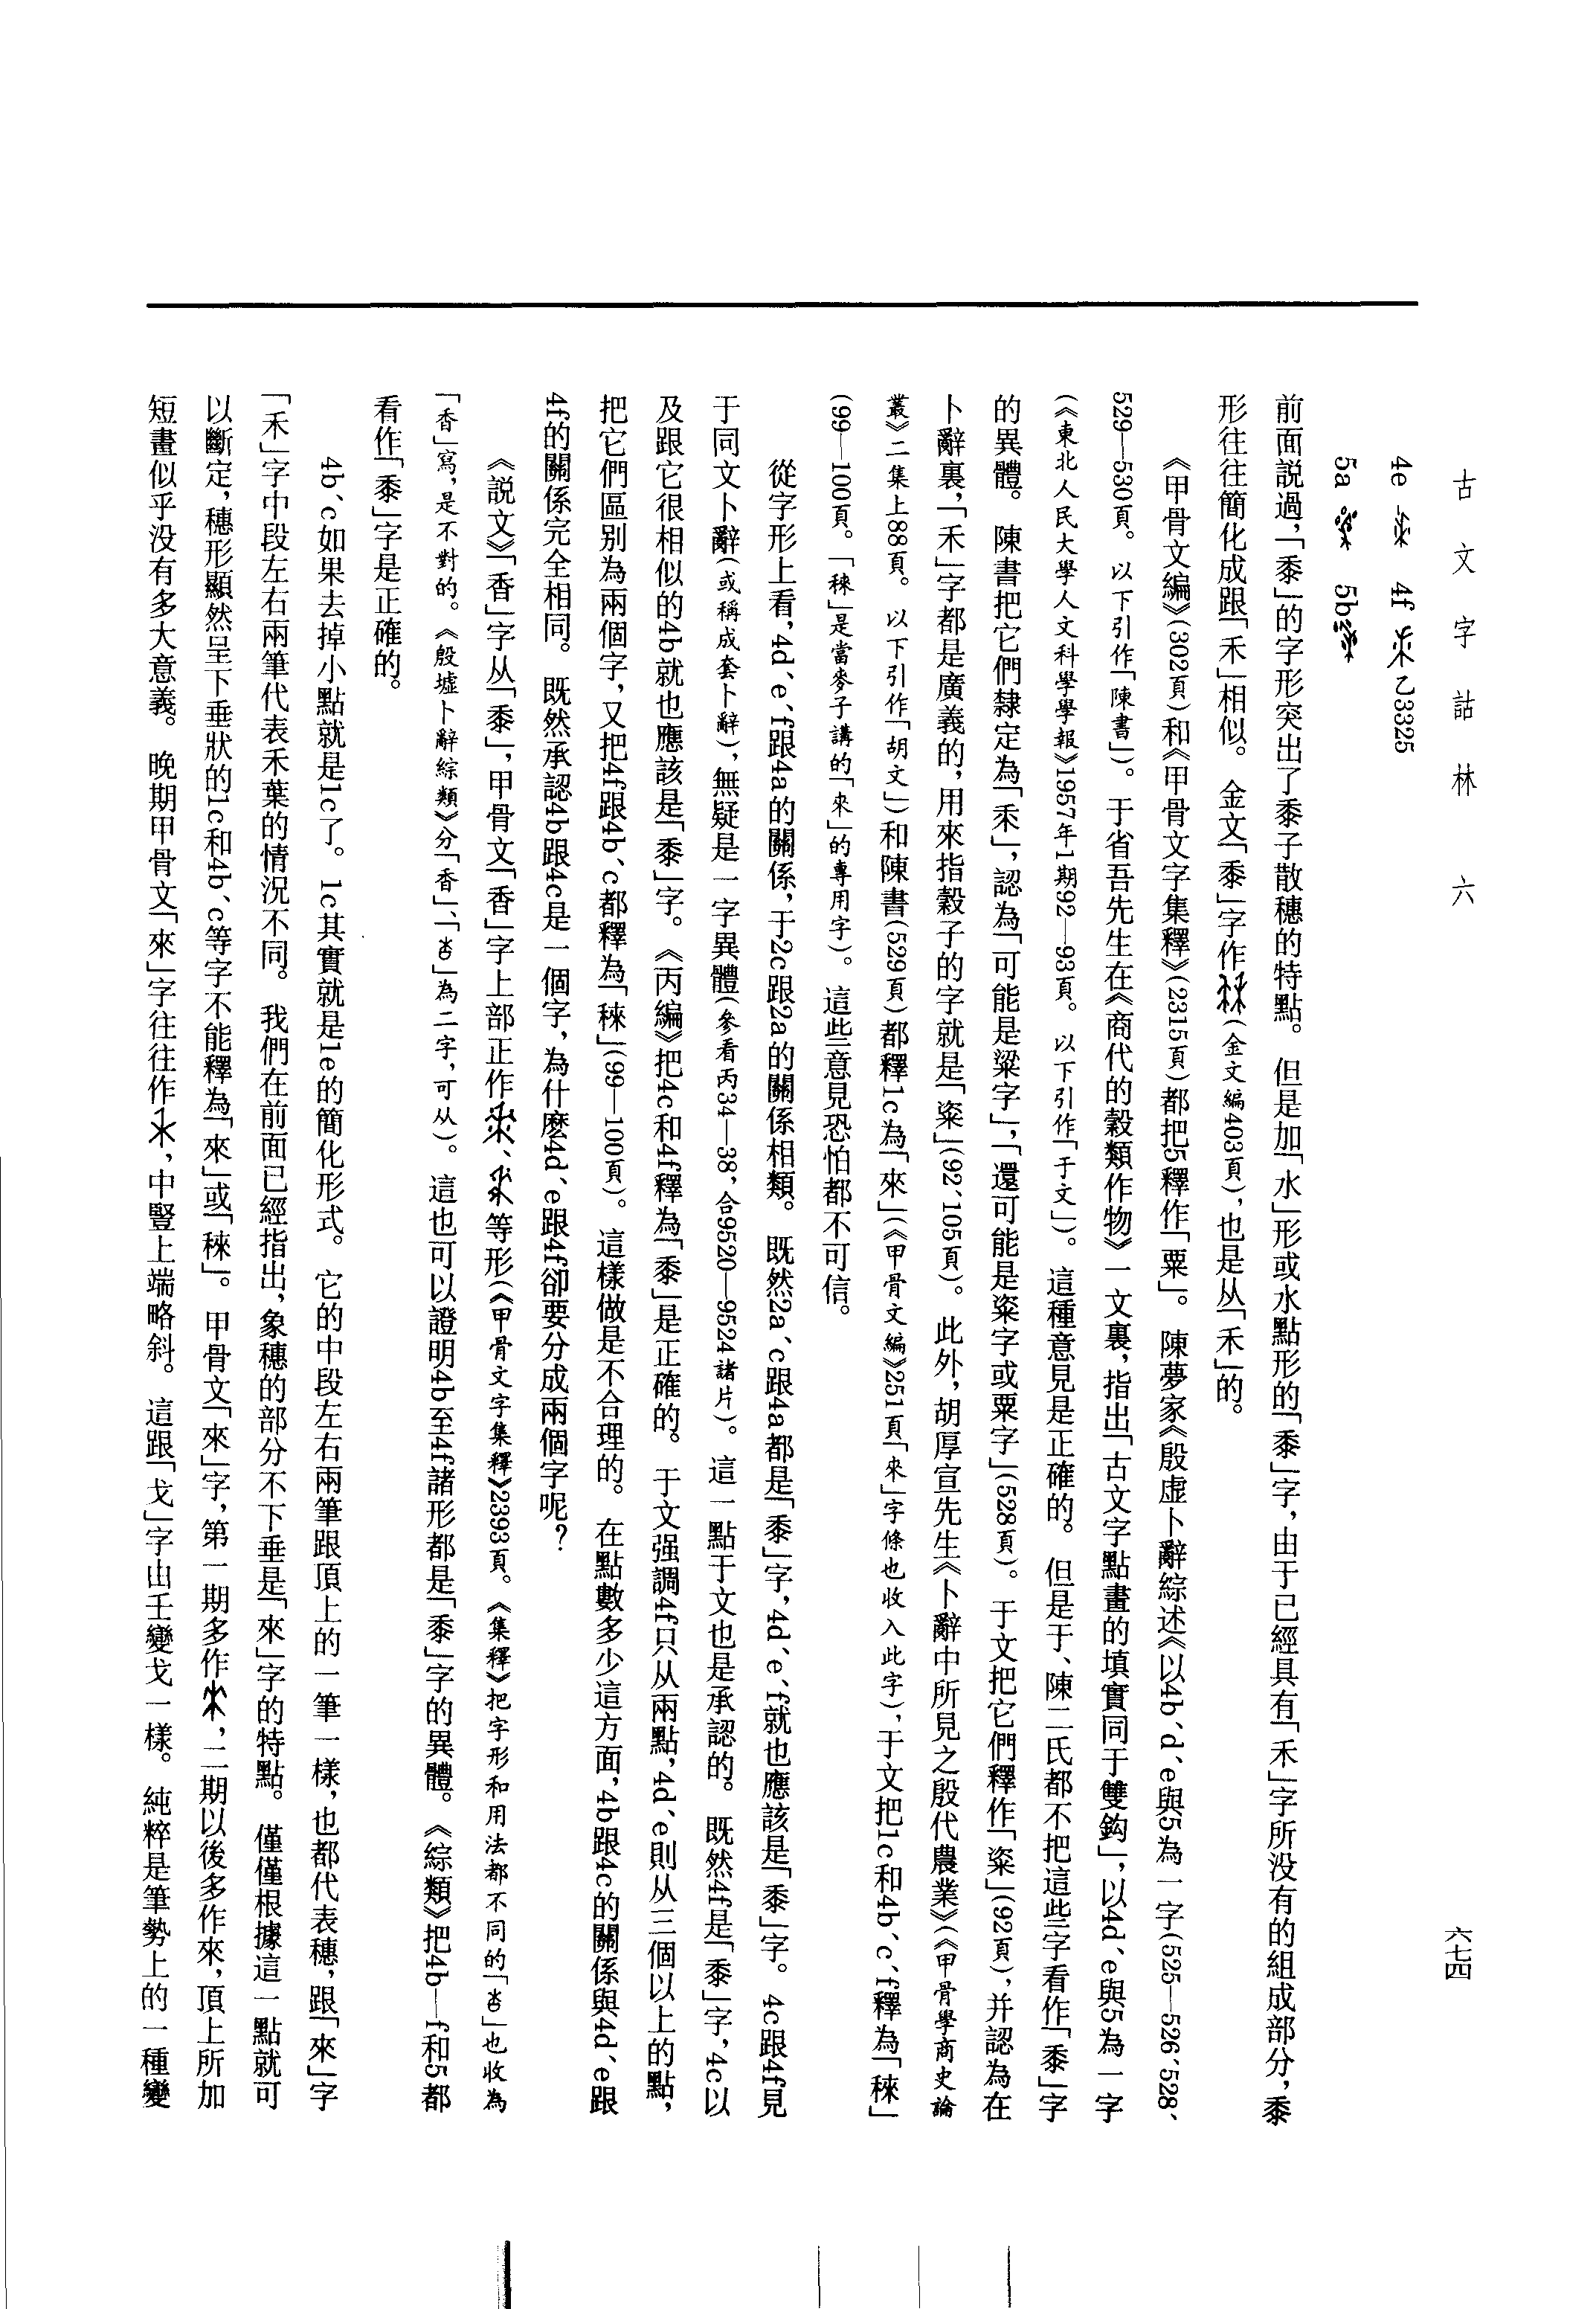 古文字詁林 六
六七四
4e 4f 乙3325
5a 5b
前面説過，「黍」的字形突出了黍子散穗的特點。但是加「水」形或水點形的「黍」字，由于已經具有「禾」字所没有的組成部分，黍
形往往簡化成跟「禾」相似。金文「黍」字作(金文編403頁)，也是从「禾」的。
《甲骨文編》(302頁)和《甲骨文字集釋》(2315頁)都把5釋作「粟」。陳夢家《殷虚卜辭綜述《以4b、d、e與5為一字(525—526、528、
529—530頁。以下引作「陳書」)。于省吾先生在《商代的穀類作物》一文裏，指出「古文字點畫的填實同于雙鈎」，以4d、e與5為一字
(《東北人民大學人文科學學報》1957年1期92—93頁。以下引作「于文」)。這種意見是正確的。但是于、陳二氏都不把這些字看作「黍」字
的異體。陳書把它們隸定為「䅇」，認為「可能是粱字」，「還可能是粢字或粟字」(528頁)。于文把它們釋作「粢」(92頁)，并認為在
卜辭裏，「禾」字都是廣義的，用來指穀子的字就是「粢」(92、105頁)。此外，胡厚宣先生《卜辭中所見之殷代農業》(《甲骨學商史論
叢》二集上88頁。以下引作「胡文」)和陳書(529頁)都釋1c為「來」(《甲骨文編》251頁「來」字條也收入此字)，于文把1c和4b、c、f釋為「秾」
(99—100頁。「秾」是當麥子講的「來」的專用字)。這些意見恐怕都不可信。
從字形上看，4d、e、f跟4a的關係，于2c跟2a的關係相類。既然2a、c跟4a都是「黍」字，4d、e、f就也應該是「黍」字。4c跟4f見
于同文卜辭(或稱成套卜辭)，無疑是一字異體(參看丙34—38，合9520—9524諸片)。這一點于文也是承認的。既然4f是「黍」字，4c以
及跟它很相似的4b就也應該是「黍」字。《丙編》把4c和4f釋為「黍」是正確的。于文强調4f只从兩點，4d、e則从三個以上的點，
把它們區别為兩個字，又把4f跟4b、c都釋為「秾」(99—100頁)。這樣做是不合理的。在點數多少這方面，4b跟4c的關係與4d、e跟
4f的關係完全相同。既然承認4b跟4c是一個字，為什麽4d、e跟4f卻要分成兩個字呢？
《説文》「香」字从「黍」，甲骨文「香」字上部正作、等形(《甲骨文字集釋》2393頁。《集釋》把字形和用法都不同的「㫑」也收為
「香」寫，是不對的。《殷墟卜辭綜類》分「香」、「㫑」為二字，可从)。這也可以證明4b至4f諸形都是「黍」字的異體。《綜類》把4b—f和5都
看作「黍」字是正確的。
4b、c如果去掉小點就是1c了。1c其實就是1e的簡化形式。它的中段左右兩筆跟頂上的一筆一樣，也都代表穗，跟「來」字
「禾」字中段左右兩筆代表禾葉的情況不同。我們在前面已經指出，象穗的部分不下垂是「來」字的特點。僅僅根據這一點就可
以斷定，穗形顯然呈下垂狀的1c和4b、c等字不能釋為「來」或「秾」。甲骨文「來」字，第一期多作，二期以後多作來，頂上所加
短畫似乎没有多大意義。晚期甲骨文「來」字往往作，中豎上端略斜。這跟「戈」字由㞷變戈一樣。純粹是筆勢上的一種變